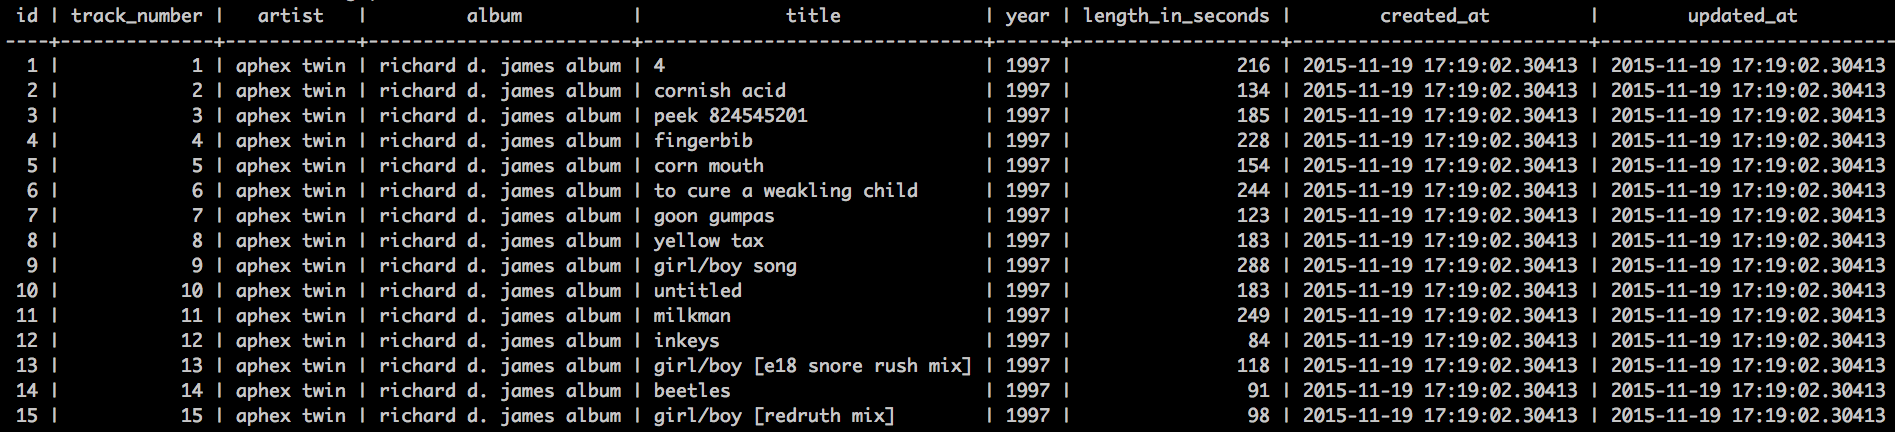 id | track_number | artist | album | title | year | length_in_seconds | created_at | updated_at
----+--------------+------------+------------------------+-------------------------------+------+-------------------+---------------------------+---------------------------
1 | 1 | aphex twin | richard d. james album | 4 | 1997 | 216 | 2015-11-19 17:19:02.30413 | 2015-11-19 17:19:02.30413
2 | 2 | aphex twin | richard d. james album | cornish acid | 1997 | 134 | 2015-11-19 17:19:02.30413 | 2015-11-19 17:19:02.30413
3 | 3 | aphex twin | richard d. james album | peek 824545201 | 1997 | 185 | 2015-11-19 17:19:02.30413 | 2015-11-19 17:19:02.30413
4 | 4 | aphex twin | richard d. james album | fingerbib | 1997 | 228 | 2015-11-19 17:19:02.30413 | 2015-11-19 17:19:02.30413
5 | 5 | aphex twin | richard d. james album | corn mouth | 1997 | 154 | 2015-11-19 17:19:02.30413 | 2015-11-19 17:19:02.30413
6 | 6 | aphex twin | richard d. james album | to cure a weakling child | 1997 | 244 | 2015-11-19 17:19:02.30413 | 2015-11-19 17:19:02.30413
7 | 7 | aphex twin | richard d. james album | goon gumpas | 1997 | 123 | 2015-11-19 17:19:02.30413 | 2015-11-19 17:19:02.30413
8 | 8 | aphex twin | richard d. james album | yellow tax | 1997 | 183 | 2015-11-19 17:19:02.30413 | 2015-11-19 17:19:02.30413
9 | 9 | aphex twin | richard d. james album | girl/boy song | 1997 | 288 | 2015-11-19 17:19:02.30413 | 2015-11-19 17:19:02.30413
10 | 10 | aphex twin | richard d. james album | untitled | 1997 | 183 | 2015-11-19 17:19:02.30413 | 2015-11-19 17:19:02.30413
11 | 11 | aphex twin | richard d. james album | milkman | 1997 | 249 | 2015-11-19 17:19:02.30413 | 2015-11-19 17:19:02.30413
12 | 12 | aphex twin | richard d. james album | inkeys | 1997 | 84 | 2015-11-19 17:19:02.30413 | 2015-11-19 17:19:02.30413
13 | 13 | aphex twin | richard d. james album | girl/boy [e18 snore rush mix] | 1997 | 118 | 2015-11-19 17:19:02.30413 | 2015-11-19 17:19:02.30413
14 | 14 | aphex twin | richard d. james album | beetles | 1997 | 91 | 2015-11-19 17:19:02.30413 | 2015-11-19 17:19:02.30413
15 | 15 | aphex twin | richard d. james album | girl/boy [redruth mix] | 1997 | 98 | 2015-11-19 17:19:02.30413 | 2015-11-19 17:19:02.30413